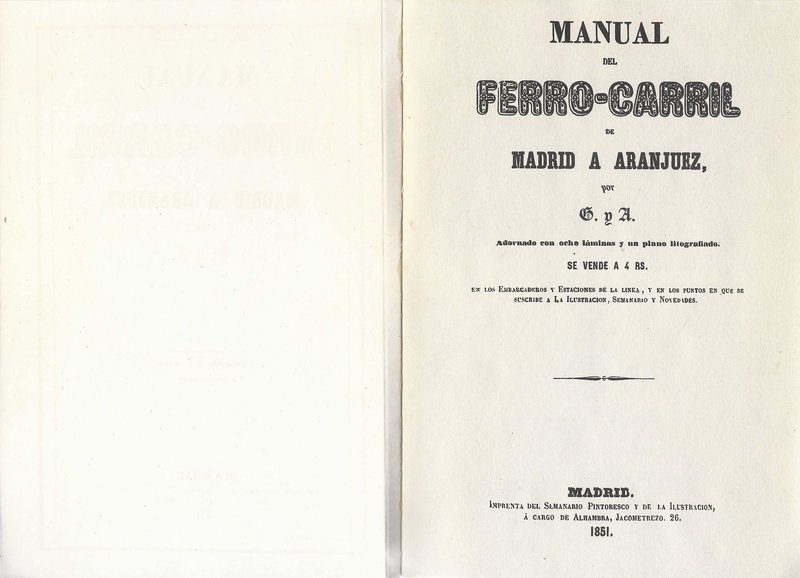 MANUAL
DEL
FERRO-CARRIL
DE
MADRID A ARANJUEZ,
POR
G. y A.
Adornado con ocho láminas y un plano litografiado.
SE VENDE A 4 RS.
EN LOS EMBARCADEROS Y ESTACIONES DE LA LINEA, Y EN LOS PUNTOS EN QUE SE
SUSCRIBE A LA ILUSTRACION, SEMANARIO Y NOVEDADES.
MADRID.
IMPRENTA DEL SEMANARIO PINTORESCO Y DE LA ILUSTRACION,
Á CARGO DE ALHAMBRA, JACOMETREZO. 26.
1851.